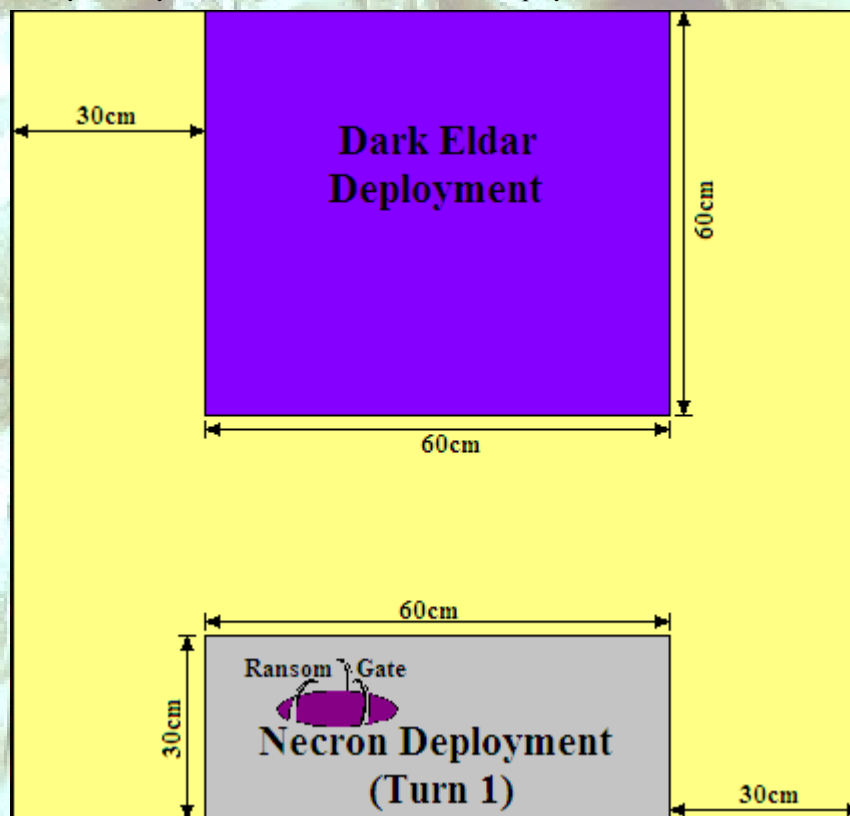 30cm
Dark Eldar
Deployment
60cm
60cm
60cm
Ransom Gate
30cm
Necron Deployment
(Turn 1)
30cm